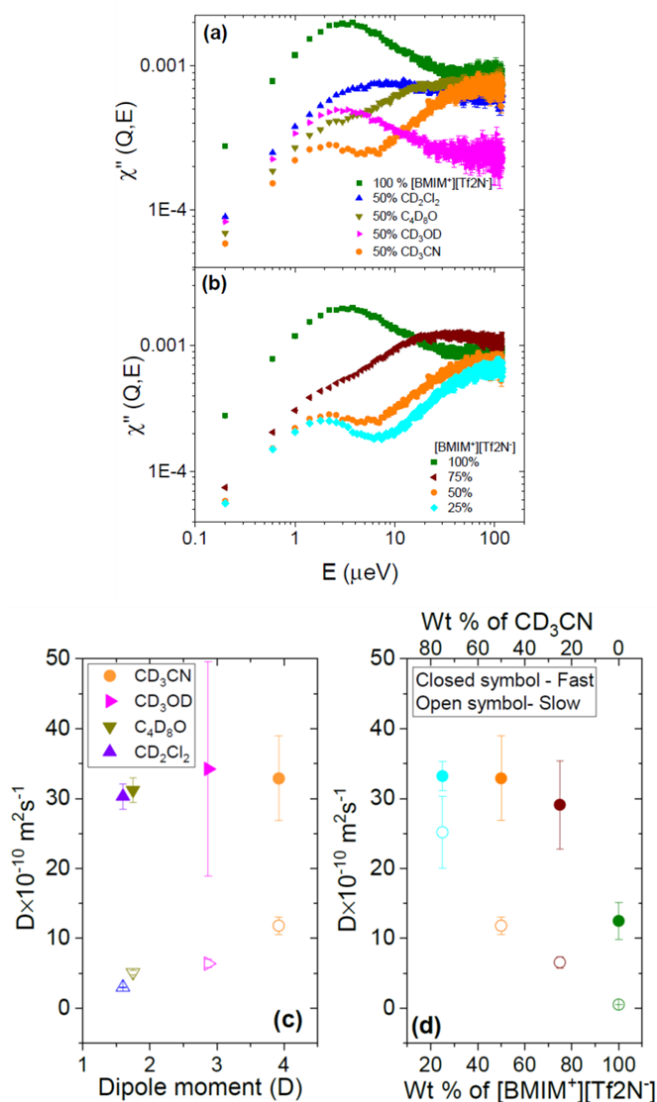 (a)
0.001
1E-4
χ'' (Q,E)
100 % [BMIM⁺][Tf2N⁻]
50% CD₂Cl₂
50% C₄D₈O
50% CD₃OD
50% CD₃CN
(b)
0.001
1E-4
χ'' (Q,E)
[BMIM⁺][Tf2N⁻]
100%
75%
50%
25%
0.1 1 10 100
E (μeV)
50
40
30
20
10
0
D×10⁻¹⁰ m²s⁻¹
CD₃CN
CD₃OD
C₄D₈O
CD₂Cl₂
(c)
1 2 3 4
Dipole moment (D)
Wt % of CD₃CN
80 60 40 20 0
Closed symbol - Fast
Open symbol- Slow
50
40
30
20
10
0
D×10⁻¹⁰ m²s⁻¹
(d)
20 40 60 80 100
Wt % of [BMIM⁺][Tf2N⁻]